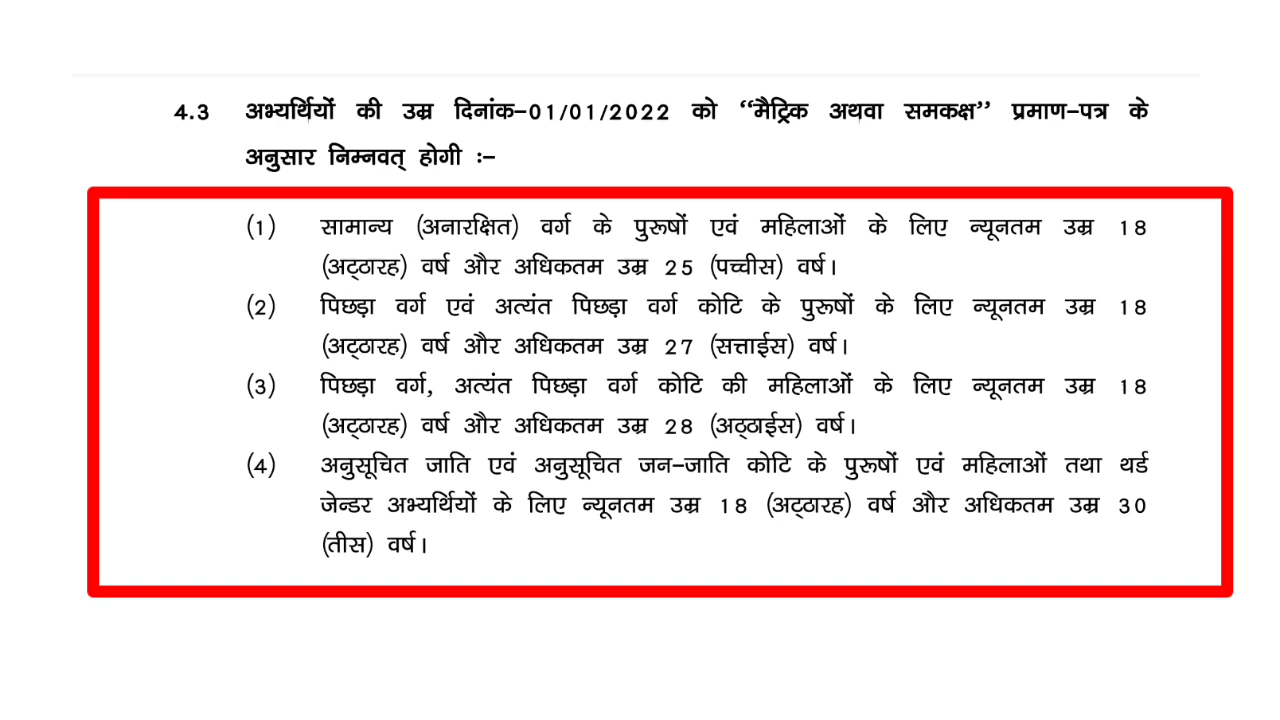 4.3 अभ्यर्थियों की उम्र दिनांक-01/01/2022 को “मैट्रिक अथवा समकक्ष” प्रमाण-पत्र के
अनुसार निम्नवत् होगी :-
(1) सामान्य (अनारक्षित) वर्ग के पुरूषों एवं महिलाओं के लिए न्यूनतम उम्र 18
(अट्ठारह) वर्ष और अधिकतम उम्र 25 (पच्चीस) वर्ष।
(2) पिछड़ा वर्ग एवं अत्यंत पिछड़ा वर्ग कोटि के पुरूषों के लिए न्यूनतम उम्र 18
(अट्ठारह) वर्ष और अधिकतम उम्र 27 (सत्ताईस) वर्ष।
(3) पिछड़ा वर्ग, अत्यंत पिछड़ा वर्ग कोटि की महिलाओं के लिए न्यूनतम उम्र 18
(अट्ठारह) वर्ष और अधिकतम उम्र 28 (अठ्ठाईस) वर्ष।
(4) अनुसूचित जाति एवं अनुसूचित जन-जाति कोटि के पुरूषों एवं महिलाओं तथा थर्ड
जेन्डर अभ्यर्थियों के लिए न्यूनतम उम्र 18 (अट्ठारह) वर्ष और अधिकतम उम्र 30
(तीस) वर्ष।